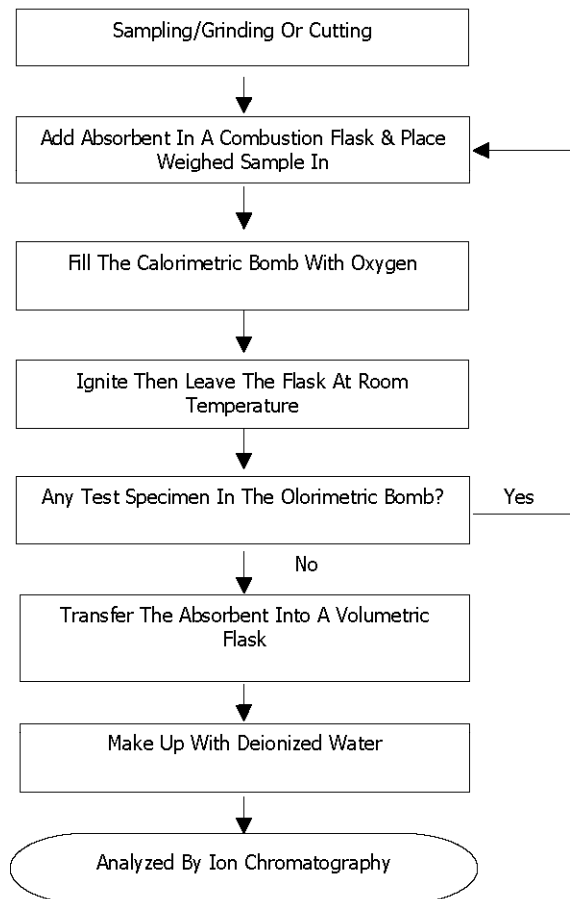 Sampling/Grinding Or Cutting
Add Absorbent In A Combustion Flask & Place
Weighed Sample In
Fill The Calorimetric Bomb With Oxygen
Ignite Then Leave The Flask At Room
Temperature
Any Test Specimen In The Olorimetric Bomb?
Yes
No
Transfer The Absorbent Into A Volumetric
Flask
Make Up With Deionized Water
Analyzed By Ion Chromatography